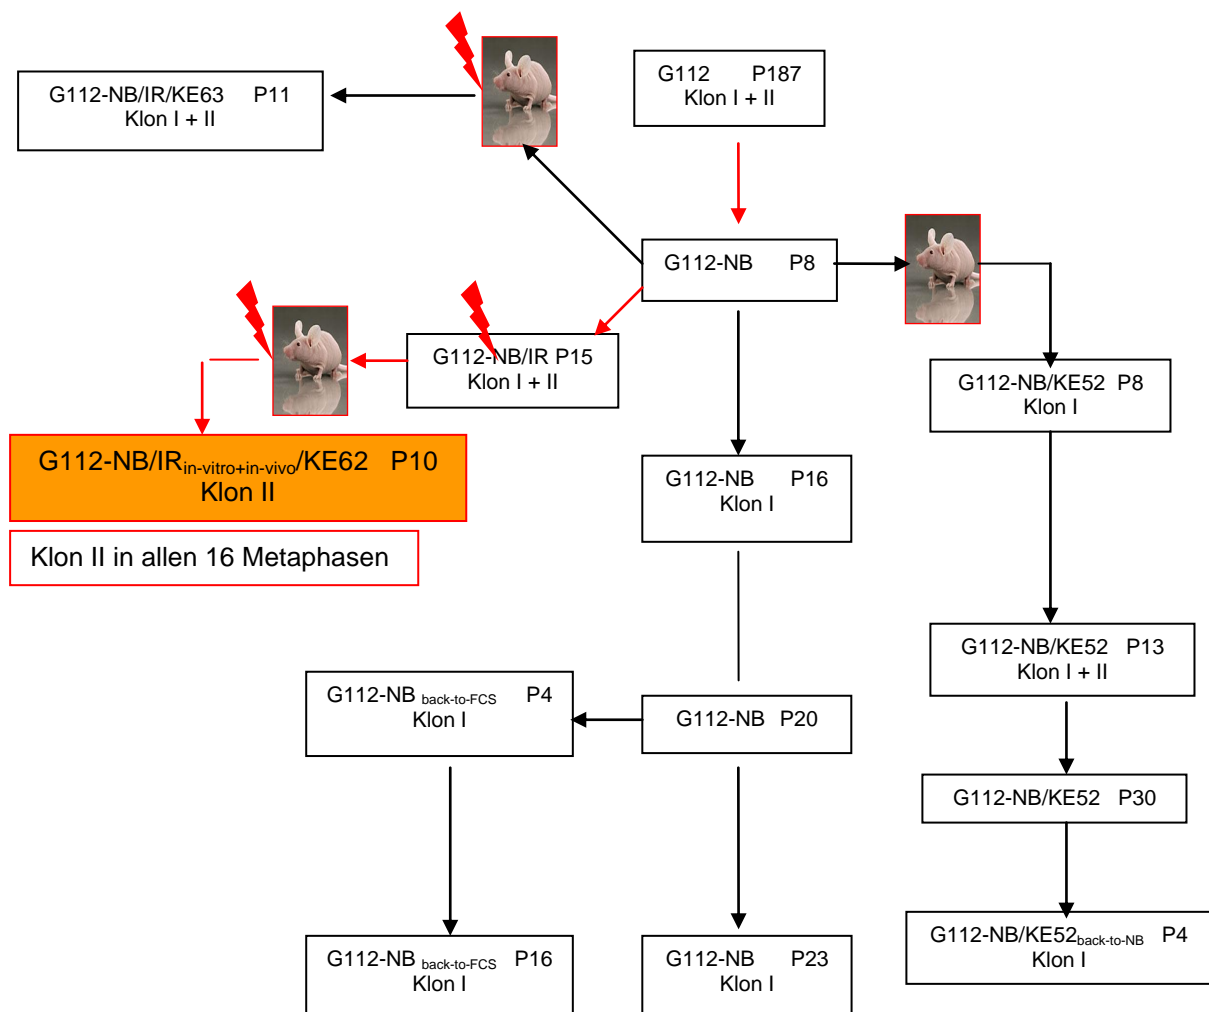 G112-NB/IR/KE63 P11
Klon I + II
G112 P187
Klon I + II
G112-NB P8
G112-NB/IR P15
Klon I + II
G112-NB/KE52 P8
Klon I
G112-NB/IRin-vitro+in-vivo/KE62 P10
Klon II
Klon II in allen 16 Metaphasen
G112-NB P16
Klon I
G112-NB/KE52 P13
Klon I + II
G112-NB back-to-FCS P4
Klon I
G112-NB P20
G112-NB/KE52 P30
G112-NB back-to-FCS P16
Klon I
G112-NB P23
Klon I
G112-NB/KE52back-to-NB P4
Klon I